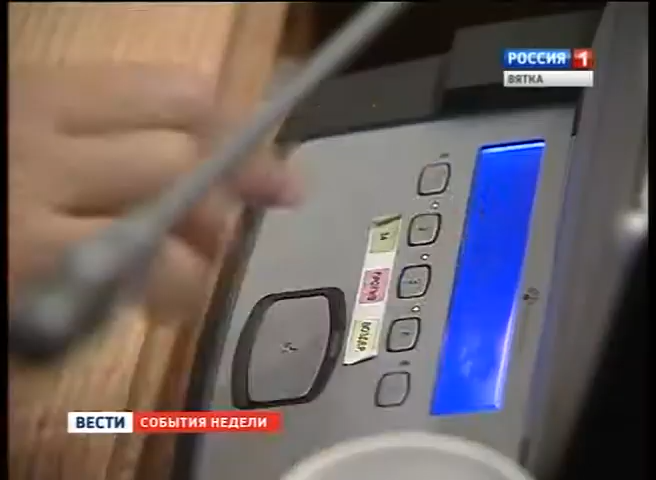 РОССИЯ 1
ВЯТКА
ЗА
ПРОТИВ
ВОЗДЕР
ВЕСТИ СОБЫТИЯ НЕДЕЛИ